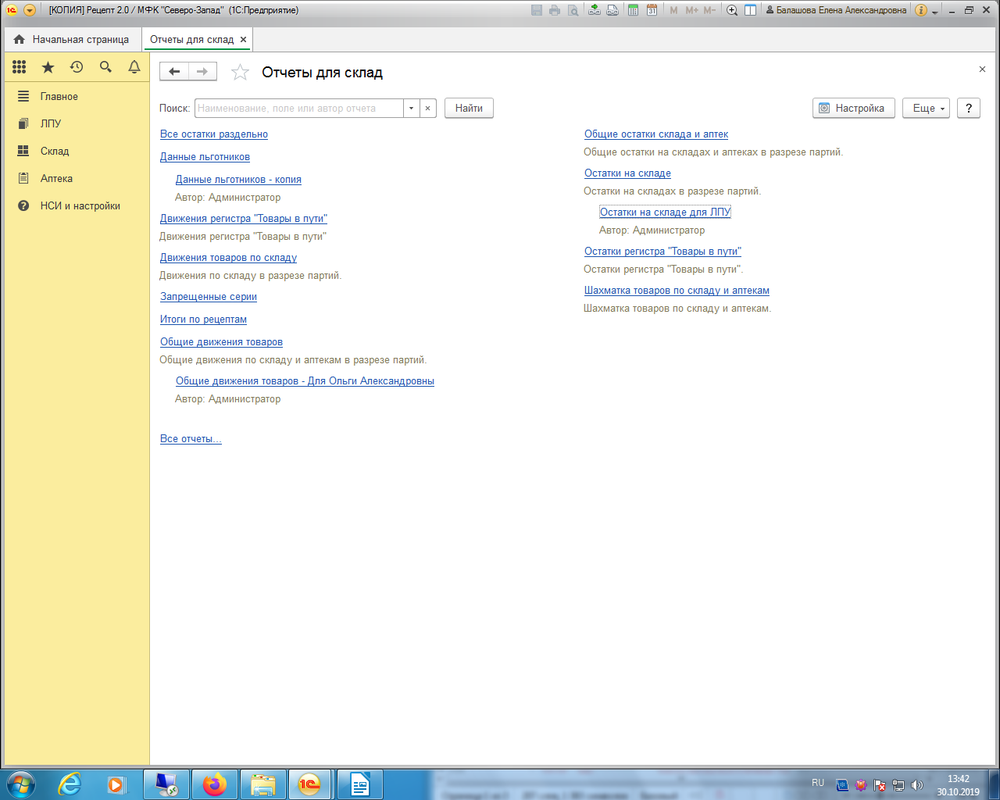 [КОПИЯ] Рецепт 2.0 / МФК "Северо-Запад" (1С:Предприятие)
31
M M+ M-
Балашова Елена Александровна
Начальная страница
Отчеты для склад
Отчеты для склад
Главное
ЛПУ
Склад
Аптека
НСИ и настройки
Поиск:
Наименование, поле или автор отчета
Найти
Настройка
Еще
?
Все остатки раздельно
Данные льготников
Данные льготников - копия
Автор: Администратор
Движения регистра "Товары в пути"
Движения регистра "Товары в пути"
Движения товаров по складу
Движения по складу в разрезе партий.
Запрещенные серии
Итоги по рецептам
Общие движения товаров
Общие движения по складу и аптекам в разрезе партий.
Общие движения товаров - Для Ольги Александровны
Автор: Администратор
Все отчеты...
Общие остатки склада и аптек
Общие остатки на складах и аптеках в разрезе партий.
Остатки на складе
Остатки на складах в разрезе партий.
Остатки на складе для ЛПУ
Автор: Администратор
Остатки регистра "Товары в пути"
Остатки регистра "Товары в пути".
Шахматка товаров по складу и аптекам
Шахматка товаров по складу и аптекам.
RU
13:42
30.10.2019